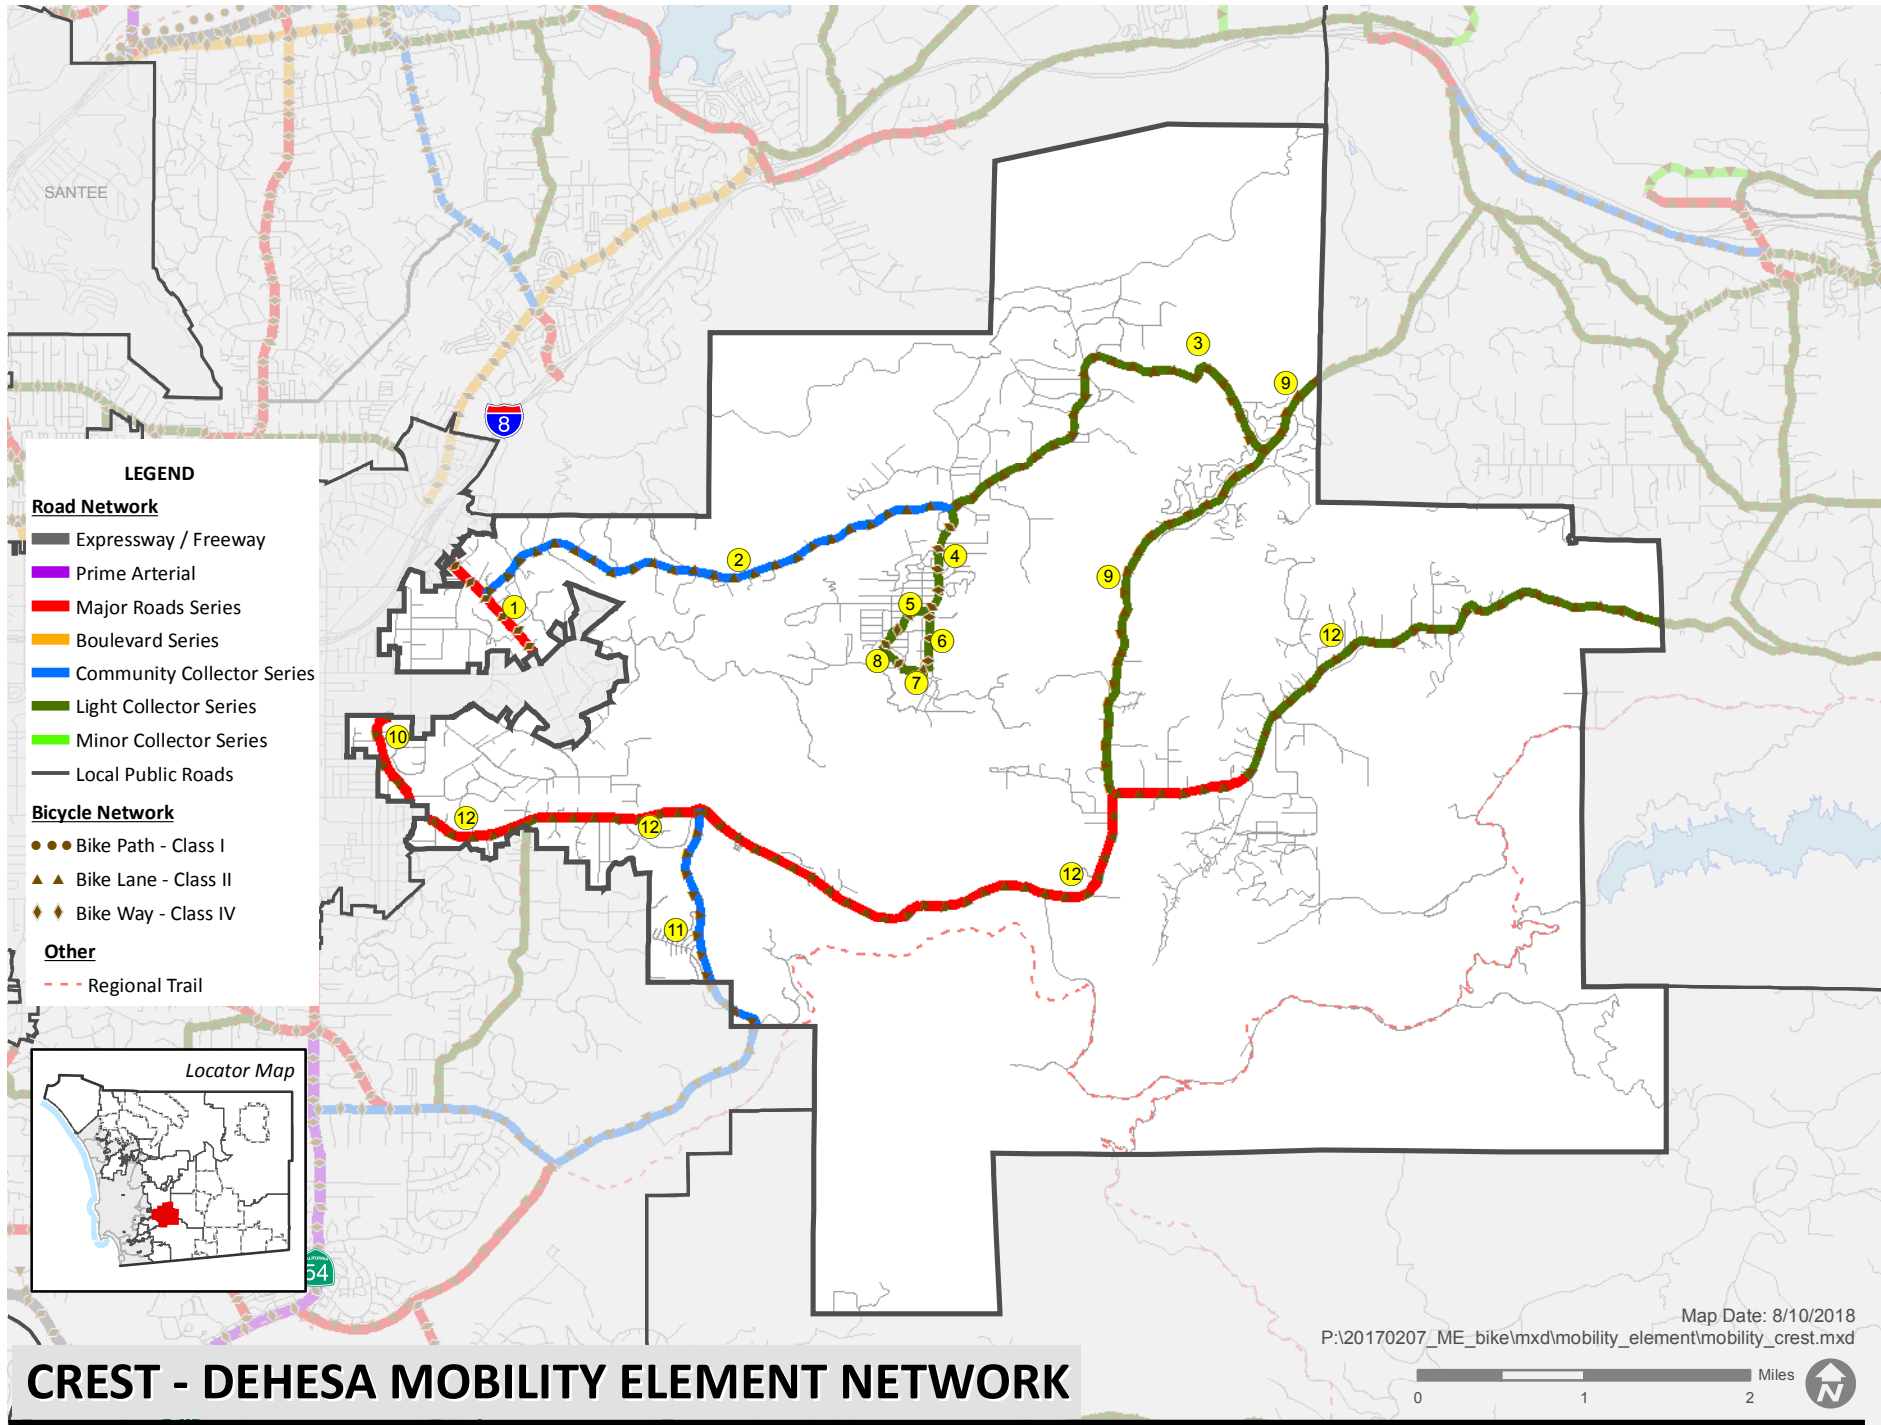 SANTEE
8
3
9
LEGEND
Road Network
Expressway / Freeway
Prime Arterial
Major Roads Series
Boulevard Series
Community Collector Series
Light Collector Series
Minor Collector Series
Local Public Roads
Bicycle Network
Bike Path - Class I
Bike Lane - Class II
Bike Way - Class IV
Other
Regional Trail
2
4
9
1
5
6
12
8
7
10
12
12
12
11
Locator Map
CALIFORNIA
54
Map Date: 8/10/2018
P:\20170207_ME_bike\mxd\mobility_element\mobility_crest.mxd
Miles
0 1 2
N
CREST - DEHESA MOBILITY ELEMENT NETWORK